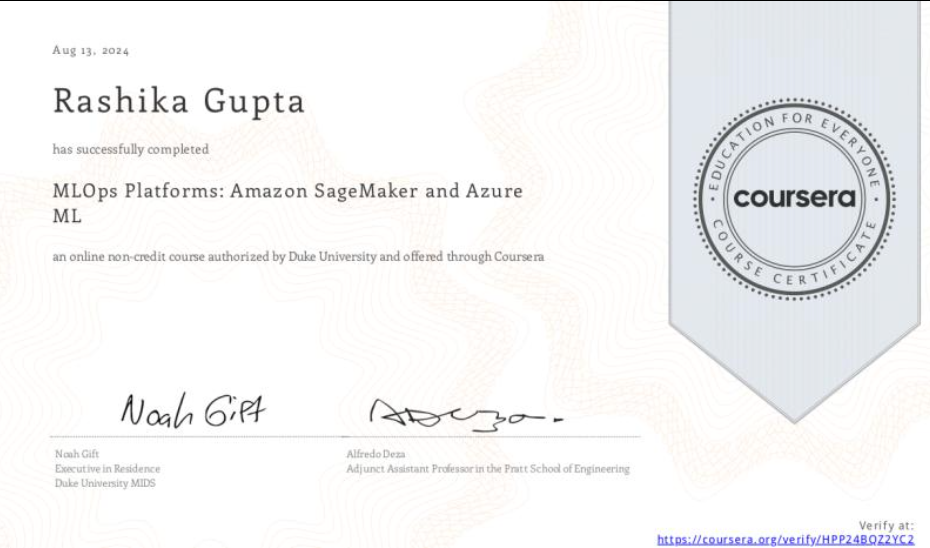 Aug 13, 2024
Rashika Gupta
has successfully completed
MLOps Platforms: Amazon SageMaker and Azure
ML
an online non-credit course authorized by Duke University and offered through Coursera
EDUCATION FOR EVERYONE
coursera
COURSE CERTIFICATE
Noah Gift
Noah Gift
Executive in Residence
Duke University MIDS
Alfredo Deza
Adjunct Assistant Professor in the Pratt School of Engineering
Verify at:
https://coursera.org/verify/HPP24BQZ2YC2